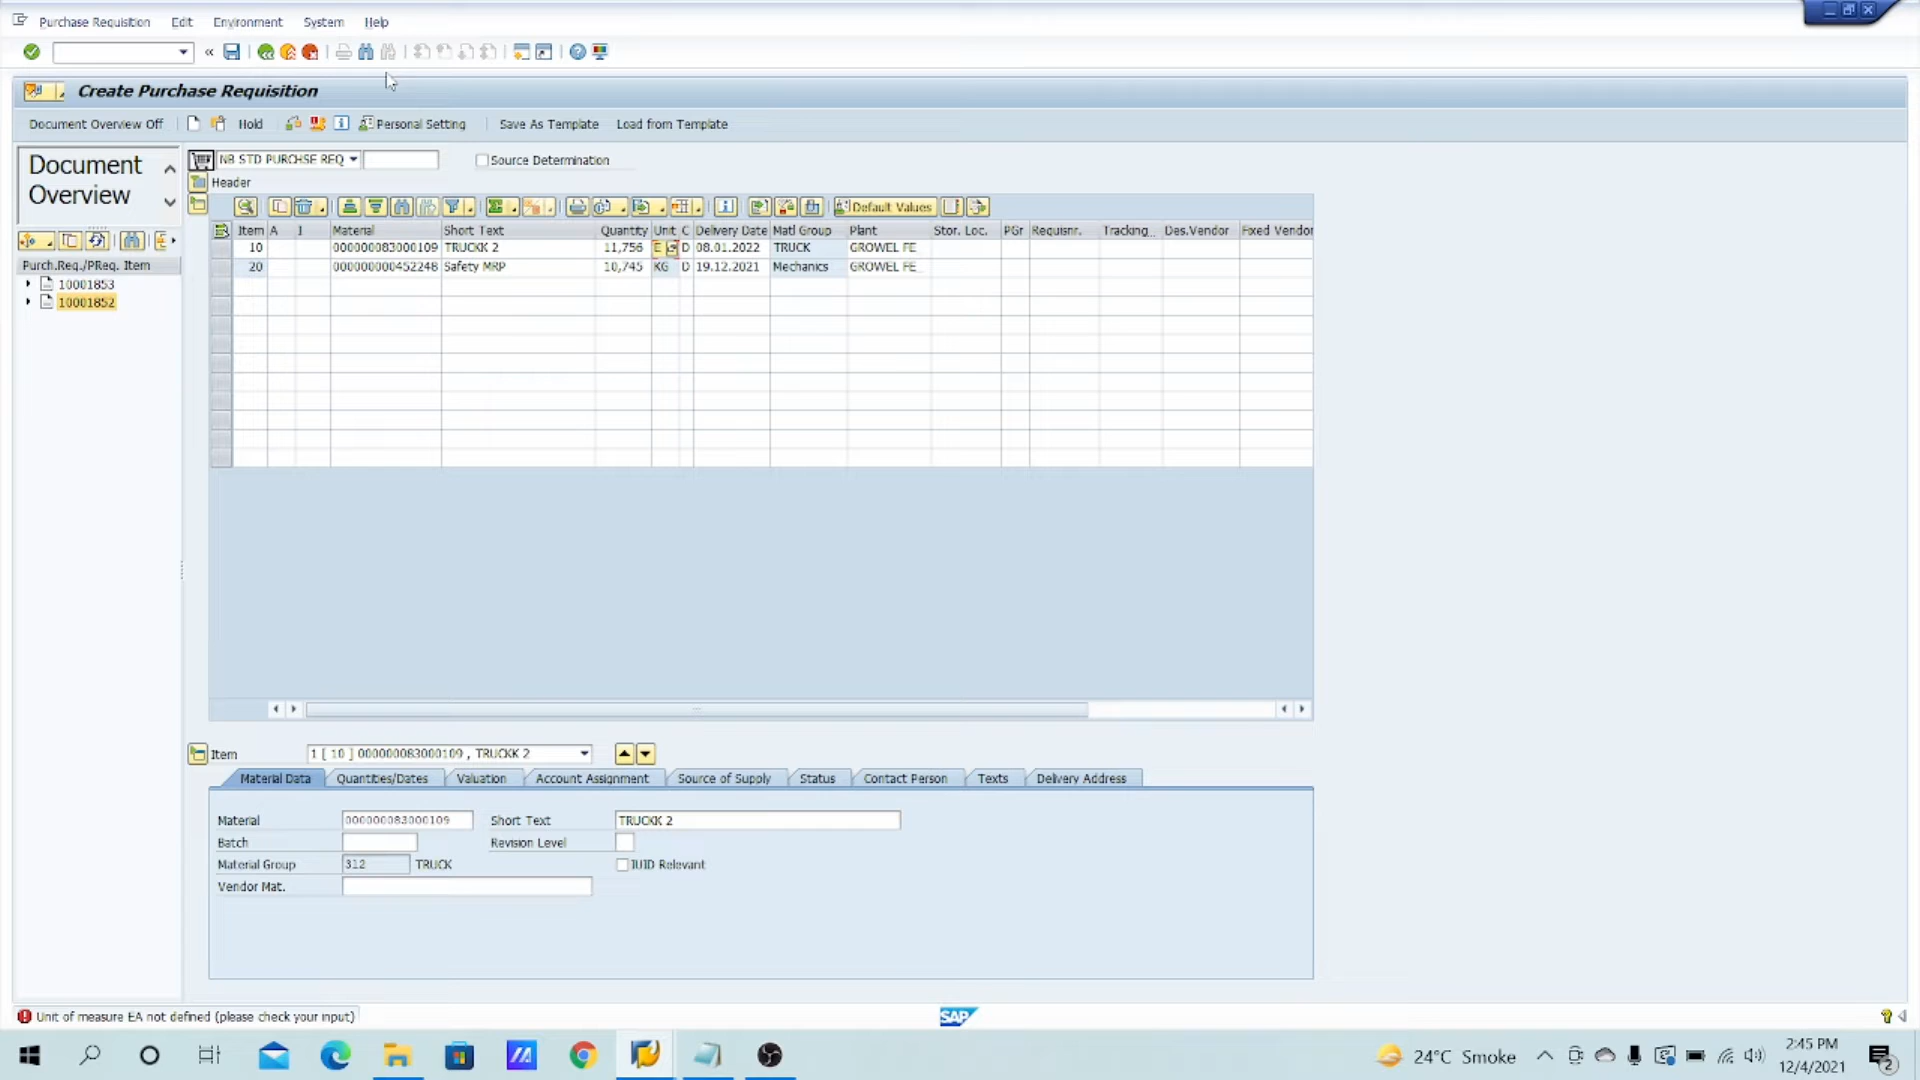 Purchase Requisition Edit Environment System Help
Create Purchase Requisition
Document Overview Off Hold Personal Setting Save As Template Load from Template
Document Overview
NB STD PURCHSE REQ Source Determination
Header
Default Values
Purch.Req./PReq. Item
10001853
10001852
Item A I Material Short Text Quantity Unit C Delivery Date Matl Group Plant Stor. Loc. PGr Requisnr. Tracking... Des.Vendor Fixed Vendor
10 000000083000109 TRUCKK 2 11,756 E D 08.01.2022 TRUCK GROWEL FE
20 000000000452248 Safety MRP 10,745 KG D 19.12.2021 Mechanics GROWEL FE
Item 1 [ 10 ] 000000083000109 , TRUCKK 2
Material Data Quantities/Dates Valuation Account Assignment Source of Supply Status Contact Person Texts Delivery Address
Material 000000083000109 Short Text TRUCKK 2
Batch Revision Level
Material Group 312 TRUCK IUID Relevant
Vendor Mat.
Unit of measure EA not defined (please check your input) SAP
24°C Smoke 2:45 PM
12/4/2021 2